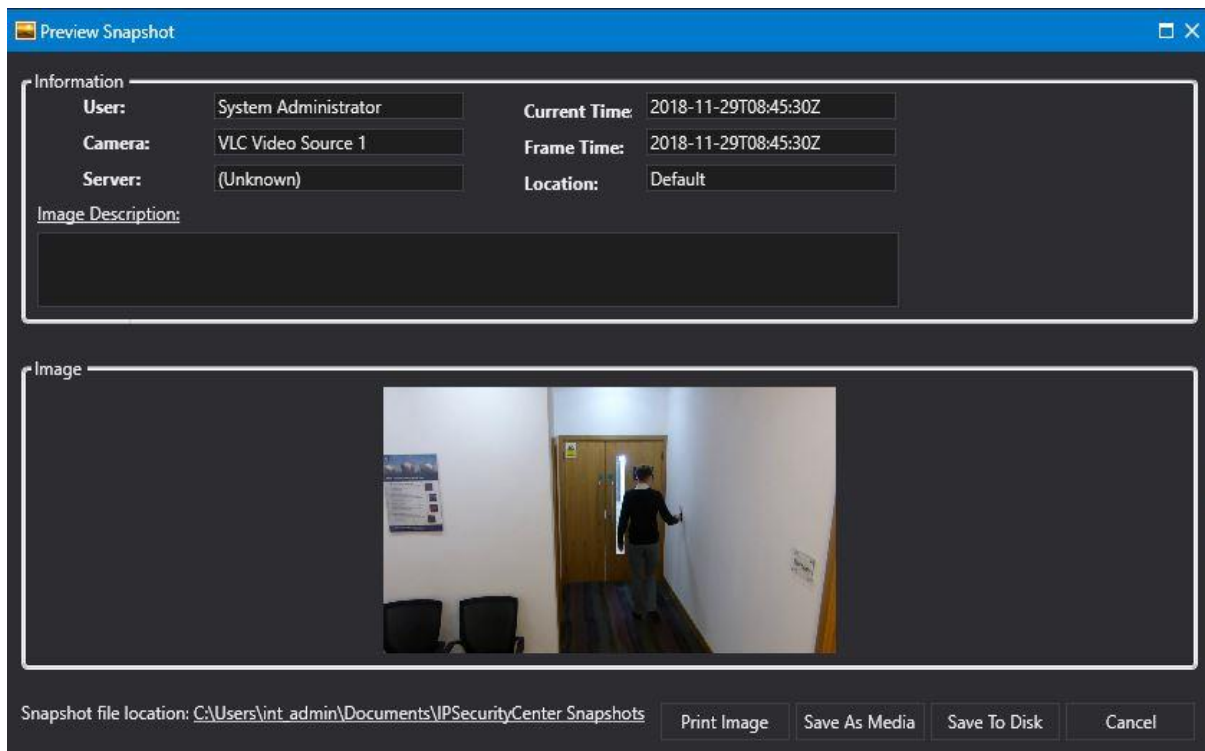 Preview Snapshot
Information
User: System Administrator
Current Time: 2018-11-29T08:45:30Z
Camera: VLC Video Source 1
Frame Time: 2018-11-29T08:45:30Z
Server: (Unknown)
Location: Default
Image Description:
Image
Snapshot file location: C:\Users\int_admin\Documents\IPSecurityCenter Snapshots
Print Image
Save As Media
Save To Disk
Cancel